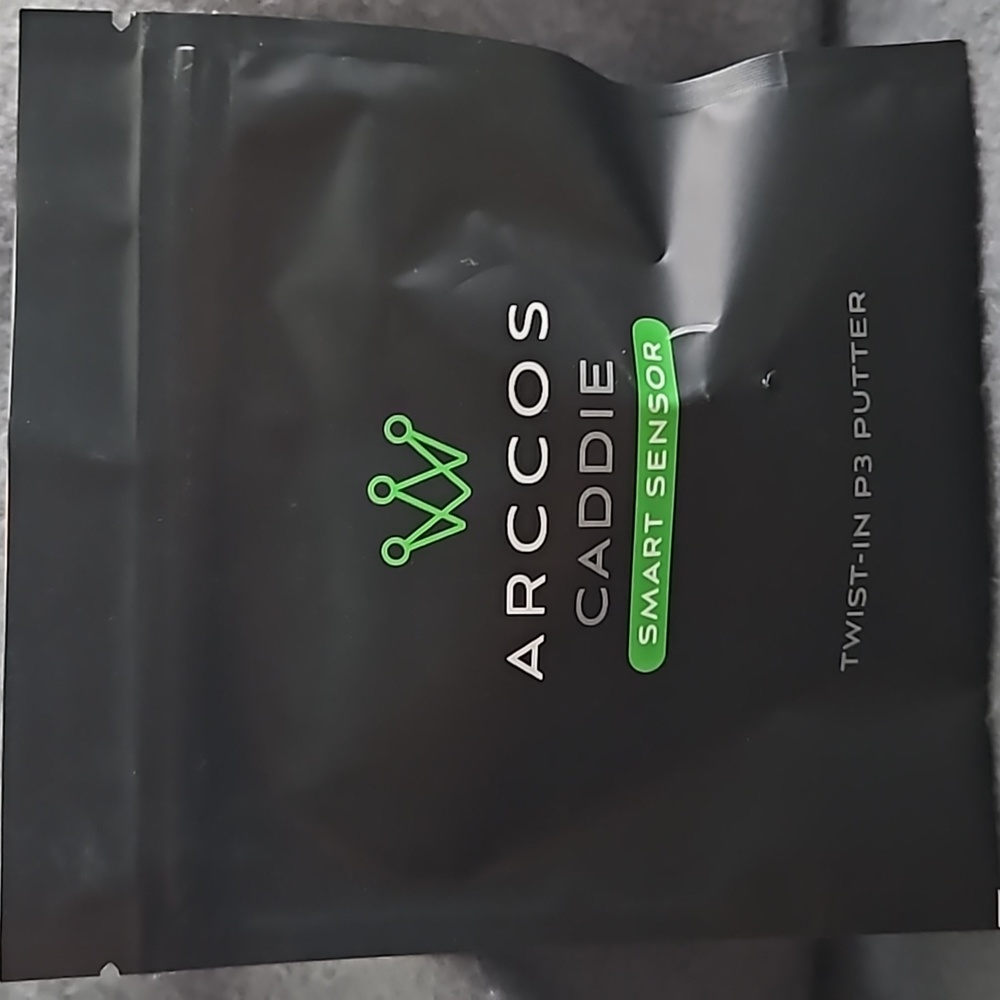 ARCCOS
CADDIE
SMART SENSOR
TWIST-IN P3 PUTTER